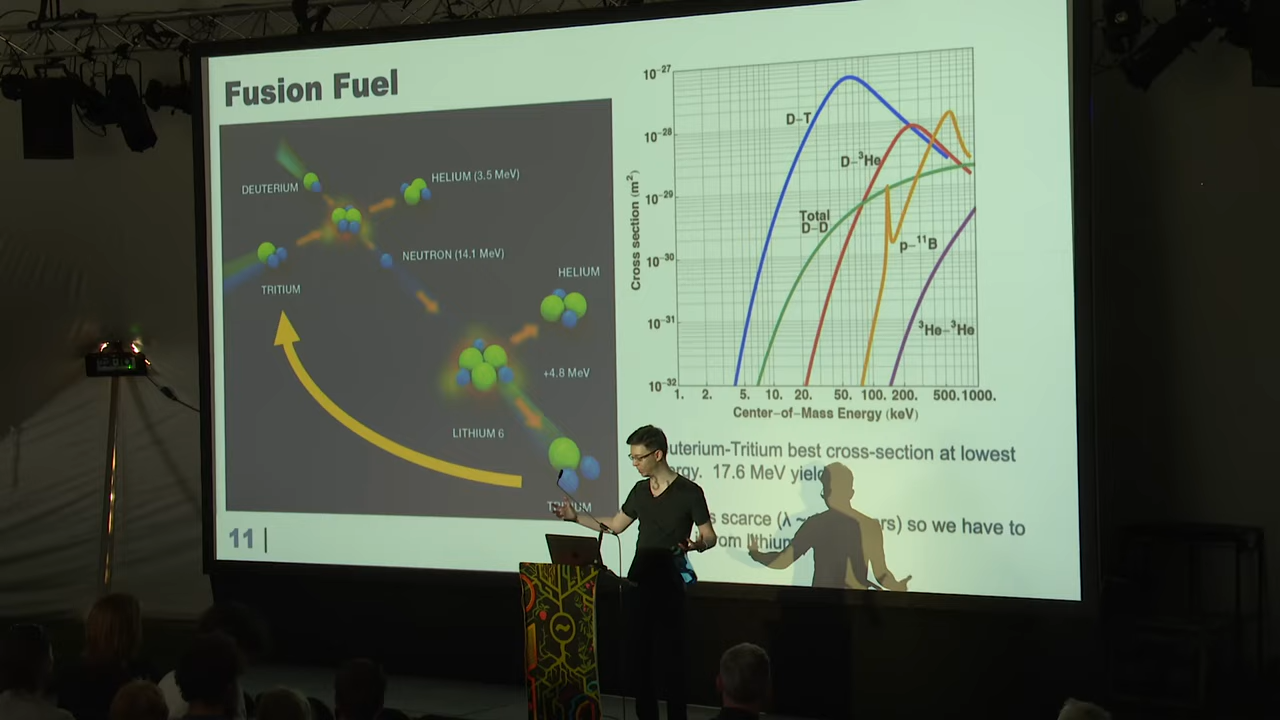 Fusion Fuel
DEUTERIUM
HELIUM (3.5 MeV)
NEUTRON (14.1 MeV)
TRITIUM
HELIUM
+4.8 MeV
LITHIUM 6
11 |
10⁻²⁷
10⁻²⁸
10⁻²⁹
10⁻³⁰
10⁻³¹
10⁻³²
Cross section (m²)
D–T
D–³He
Total
D–D
p–¹¹B
³He–³He
1. 2. 5. 10. 20. 50. 100. 200. 500. 1000.
Center–of–Mass Energy (keV)
uterium-Tritium best cross-section at lowest
rgy. 17.6 MeV yield
s scarce (λ ~ rs) so we have to
rom lithium